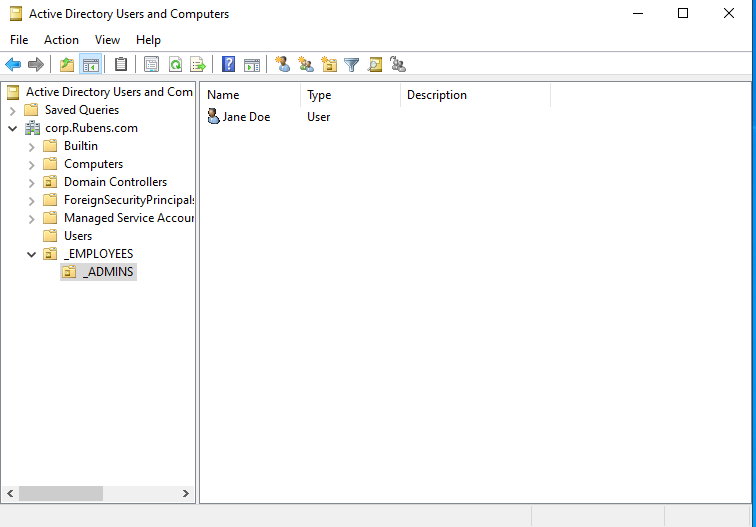 Active Directory Users and Computers
File Action View Help
Active Directory Users and Com
Saved Queries
corp.Rubens.com
Builtin
Computers
Domain Controllers
ForeignSecurityPrincipals
Managed Service Accour
Users
_EMPLOYEES
_ADMINS
Name Type Description
Jane Doe User